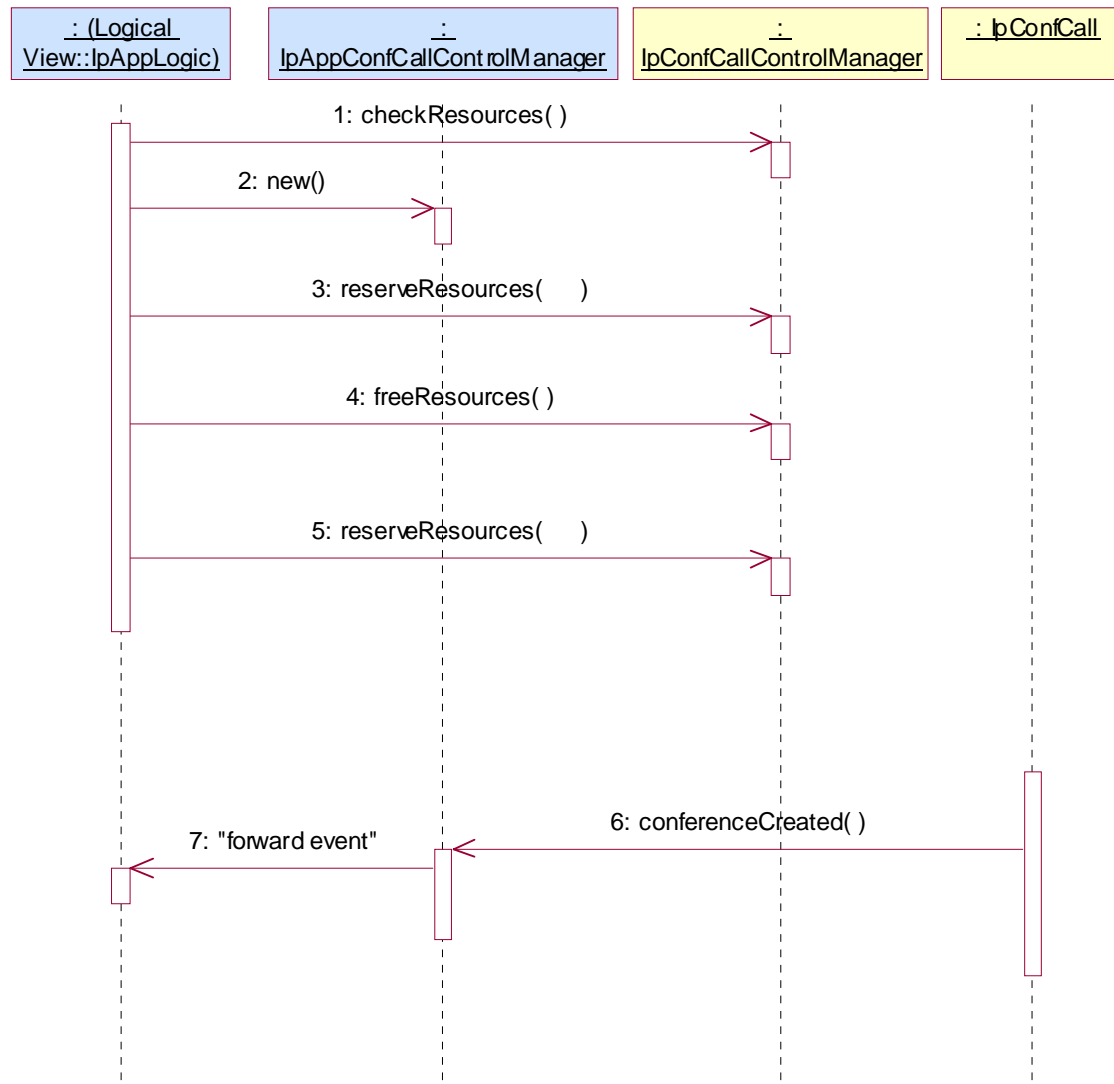 : (Logical
View::IpAppLogic)
:
IpAppConfCallControlManager
:
IpConfCallControlManager
: IpConfCall
1: checkResources( )
2: new()
3: reserveResources( )
4: freeResources( )
5: reserveResources( )
6: conferenceCreated( )
7: "forward event"